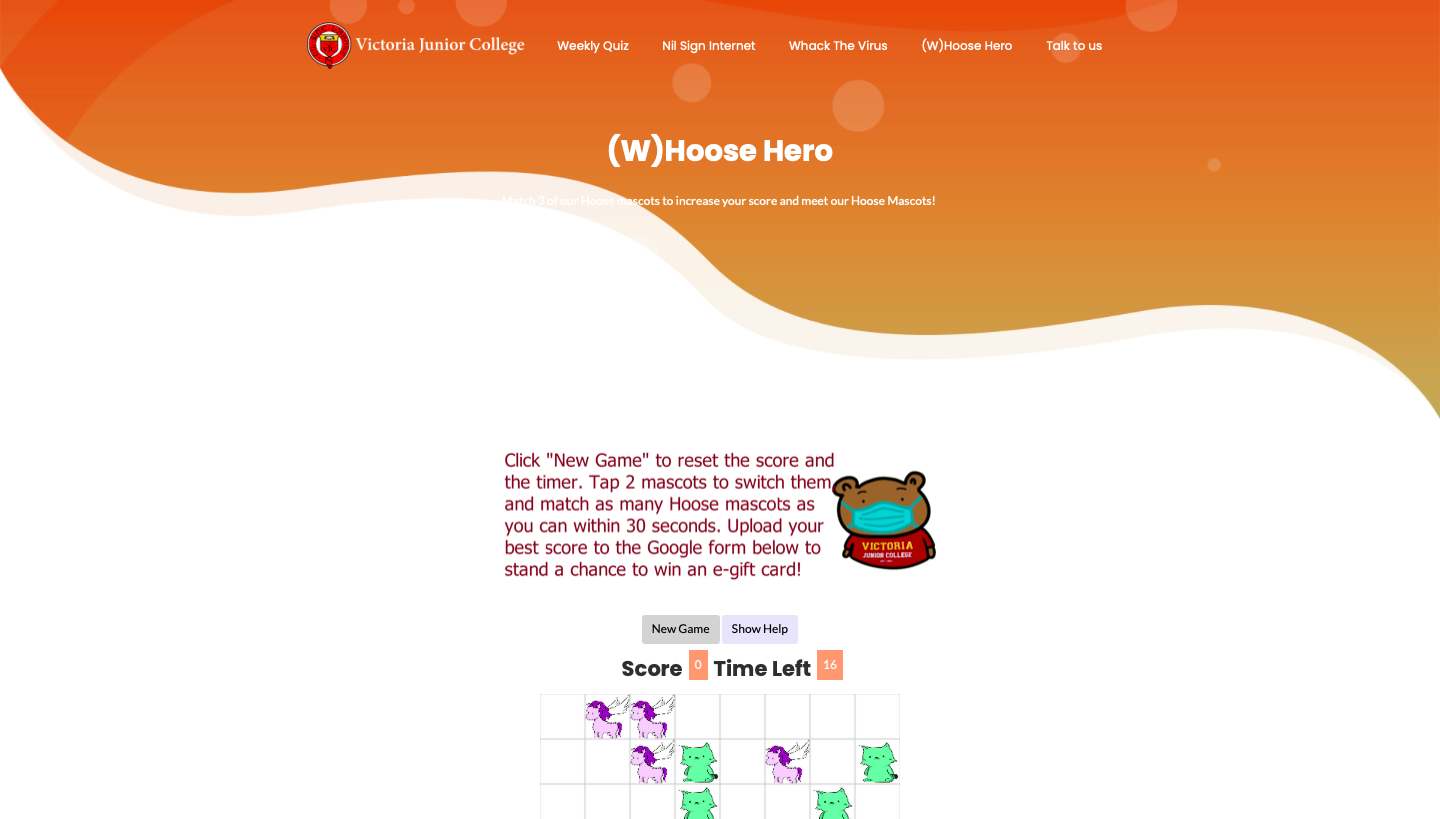 Victoria Junior College
Weekly Quiz
Nil Sign Internet
Whack The Virus
(W)Hoose Hero
Talk to us
(W)Hoose Hero
Match 3 of our Hoose mascots to increase your score and meet our Hoose Mascots!
Click "New Game" to reset the score and
the timer. Tap 2 mascots to switch them
and match as many Hoose mascots as
you can within 30 seconds. Upload your
best score to the Google form below to
stand a chance to win an e-gift card!
VICTORIA
JUNIOR COLLEGE
New Game
Show Help
Score 0 Time Left 16